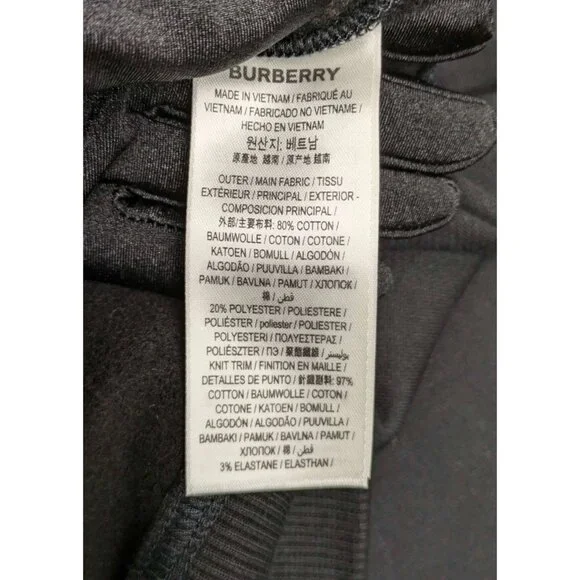 BURBERRY
MADE IN VIETNAM / FABRIQUÉ AU
VIETNAM / FABRICADO NO VIETNAME /
HECHO EN VIETNAM
원산지: 베트남
原產地 越南 / 原产地 越南
OUTER / MAIN FABRIC / TISSU
EXTÉRIEUR / PRINCIPAL / EXTERIOR -
COMPOSICION PRINCIPAL /
外部/主要布料: 80% COTTON /
BAUMWOLLE / COTON / COTONE /
KATOEN / BOMULL / ALGODÓN /
ALGODÃO / PUUVILLA / BAMBAKI /
PAMUK / BAVLNA / PAMUT / ХЛОПОК /
棉 / قطن /
20% POLYESTER / POLIESTERE /
POLIÉSTER / poliester / POLIESTER /
POLYESTERI / ΠΟΛΥΕΣΤΕΡΑΣ /
POLIÉSZTER / ПЭ / 聚酯纖維 / بوليستر
KNIT TRIM / FINITION EN MAILLE /
DETALLES DE PUNTO / 針織綴料: 97%
COTTON / BAUMWOLLE / COTON /
COTONE / KATOEN / BOMULL /
ALGODÓN / ALGODÃO / PUUVILLA /
BAMBAKI / PAMUK / BAVLNA / PAMUT /
ХЛОПОК / 棉 / قطن /
3% ELASTANE / ELASTHAN /